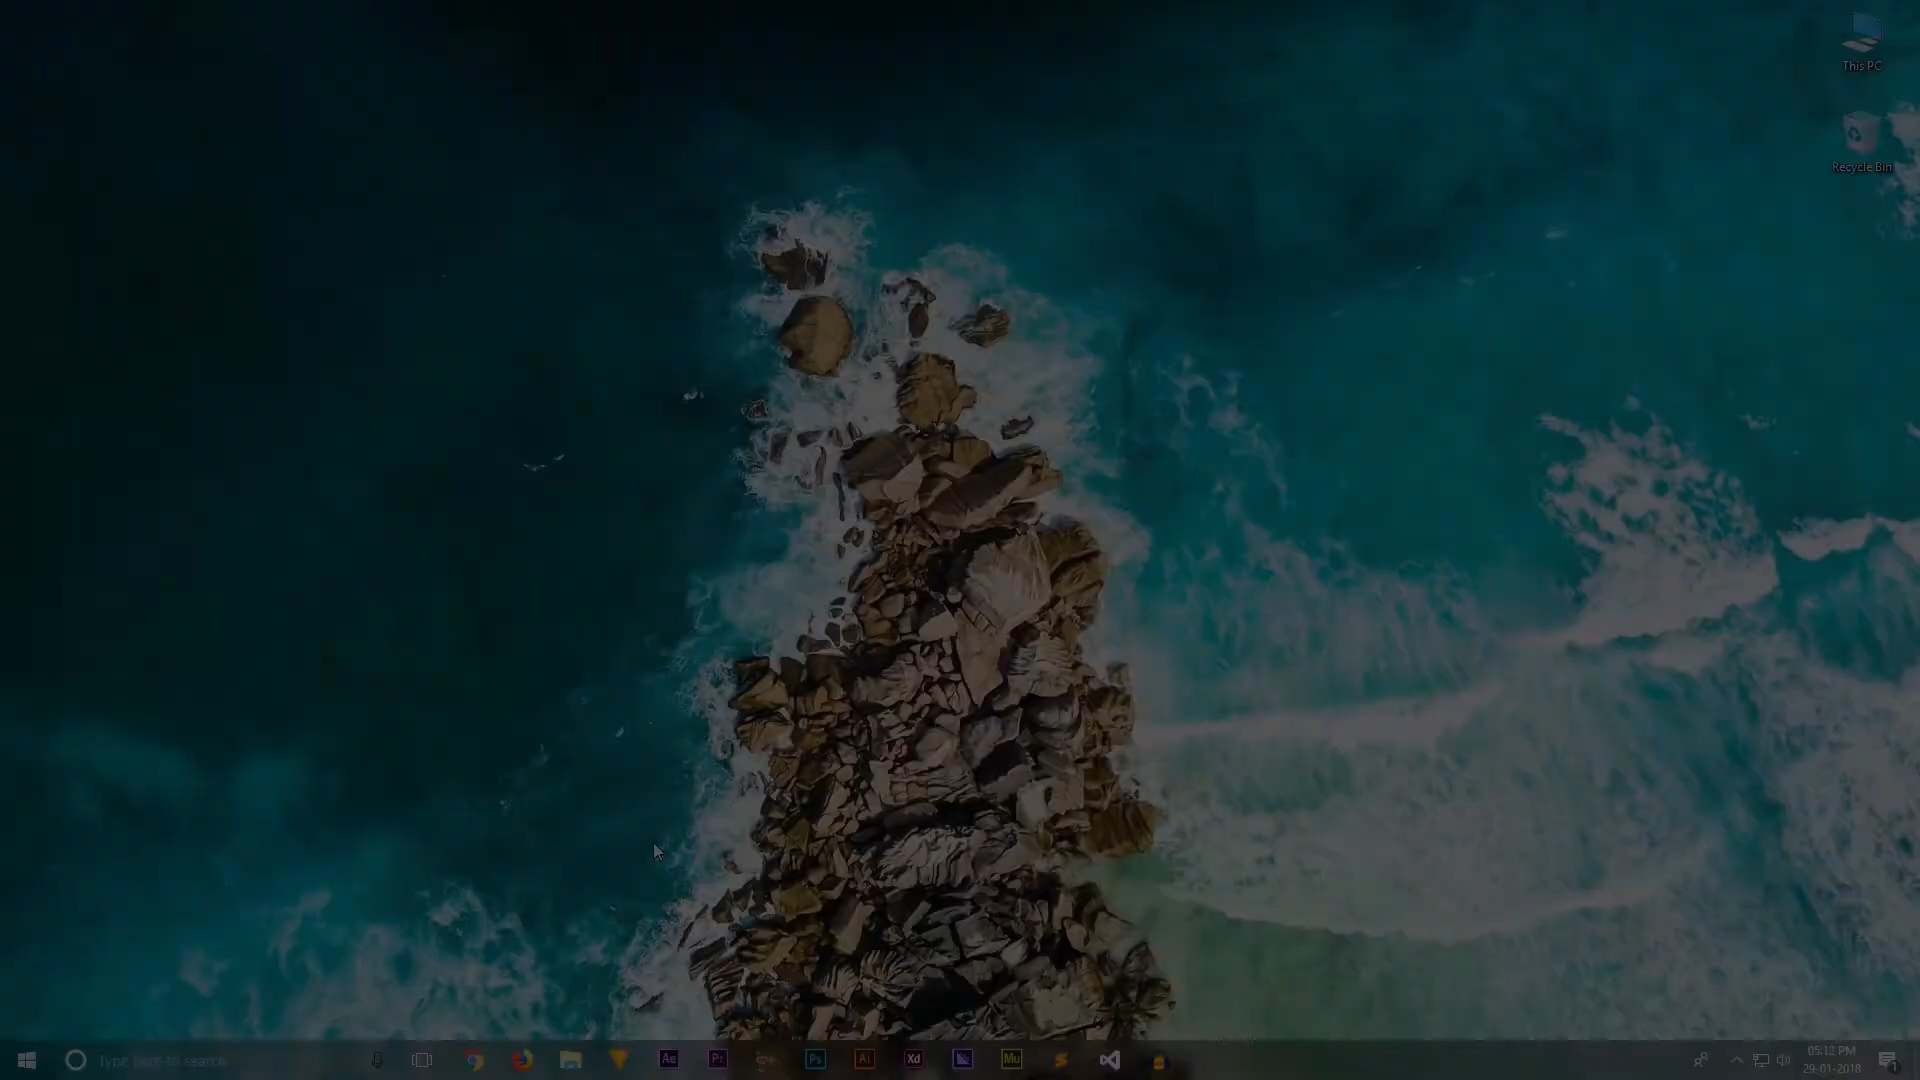 This PC
Recycle Bin
Type here to search
Ae
Pr
Ps
Ai
Xd
Mu
05:12 PM
29-01-2018
1